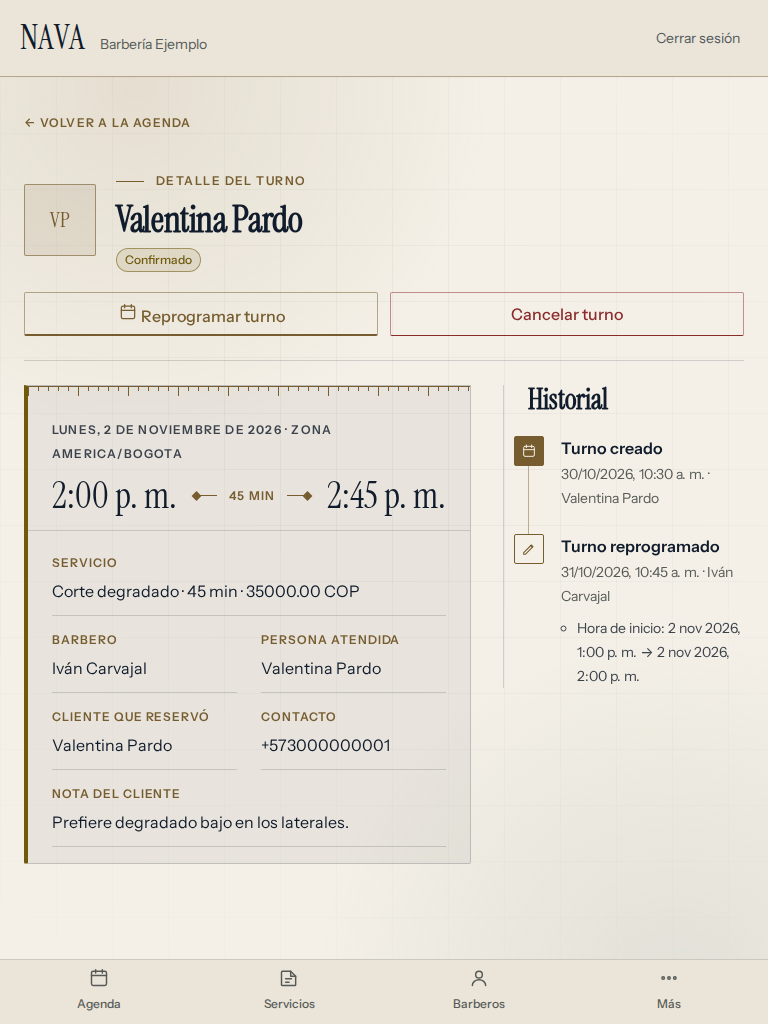 NAVA
Barbería Ejemplo
Cerrar sesión
← VOLVER A LA AGENDA
VP
DETALLE DEL TURNO
Valentina Pardo
Confirmado
Reprogramar turno
Cancelar turno
LUNES, 2 DE NOVIEMBRE DE 2026 · ZONA
AMERICA/BOGOTA
2:00 p. m.
45 MIN
2:45 p. m.
SERVICIO
Corte degradado · 45 min · 35000.00 COP
BARBERO
Iván Carvajal
PERSONA ATENDIDA
Valentina Pardo
CLIENTE QUE RESERVÓ
Valentina Pardo
CONTACTO
+573000000001
NOTA DEL CLIENTE
Prefiere degradado bajo en los laterales.
Historial
Turno creado
30/10/2026, 10:30 a. m. ·
Valentina Pardo
Turno reprogramado
31/10/2026, 10:45 a. m. · Iván
Carvajal
Hora de inicio: 2 nov 2026,
1:00 p. m. → 2 nov 2026,
2:00 p. m.
Agenda
Servicios
Barberos
Más